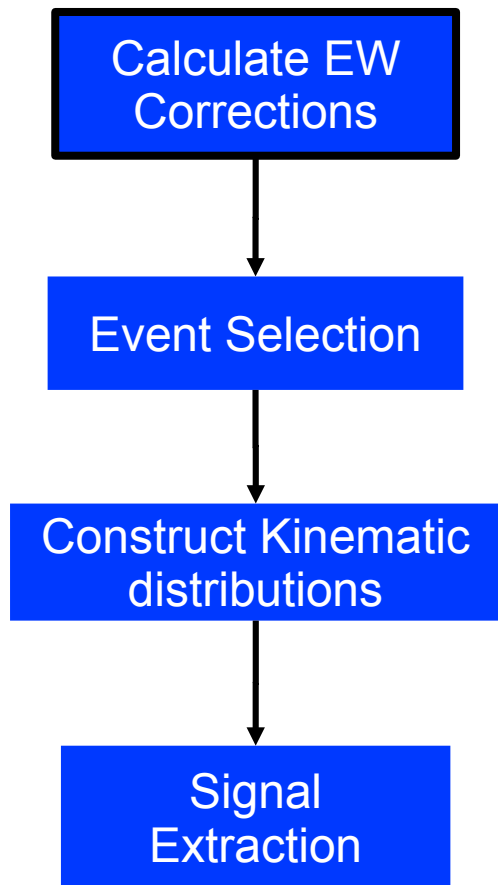 Calculate EW
Corrections
Event Selection
Construct Kinematic
distributions
Signal
Extraction